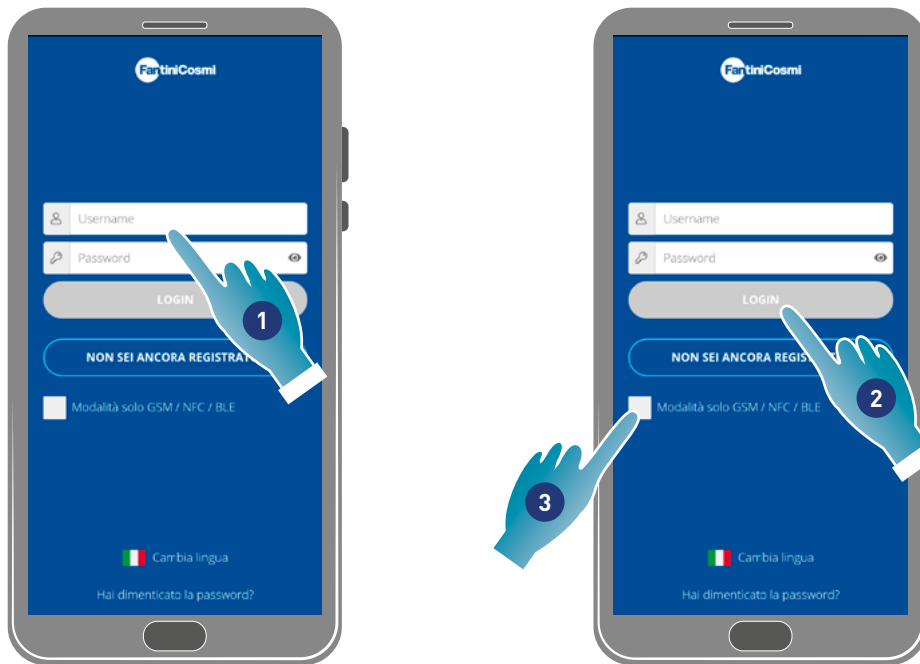 FantiniCosmi
Username
Password
LOGIN
1
NON SEI ANCORA REGISTRAT
Modalità solo GSM / NFC / BLE
Cambia lingua
Hai dimenticato la password?
FantiniCosmi
Username
Password
LOGIN
NON SEI ANCORA REGIS
2
Modalità solo GSM / NFC / BLE
3
Cambia lingua
Hai dimenticato la password?